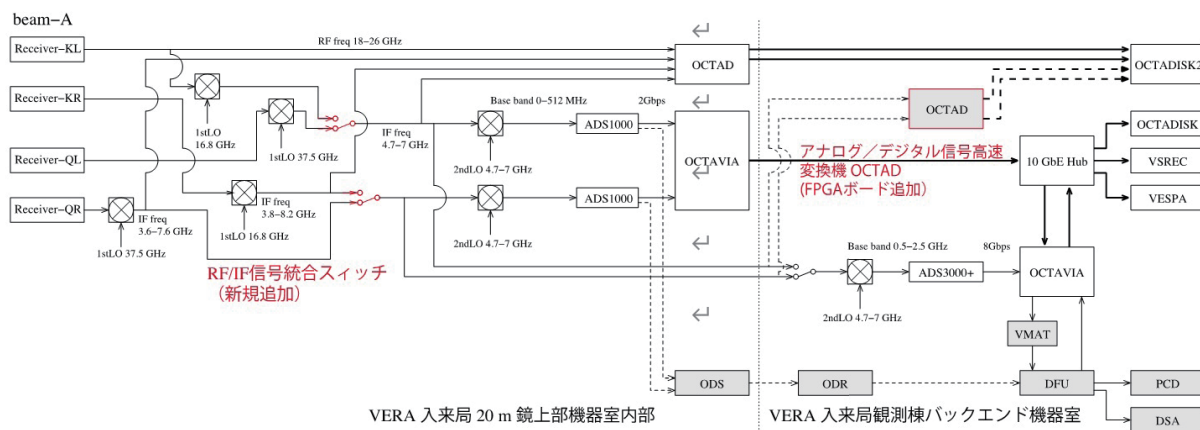 beam-A
Receiver-KL
RF freq 18-26 GHz
OCTAD
OCTADISK2
Receiver-KR
1stLO
16.8 GHz
1stLO 37.5 GHz
IF freq
4.7-7 GHz
Base band 0-512 MHz
ADS1000
2Gbps
2ndLO 4.7-7 GHz
OCTAVIA
OCTAD
アナログ／デジタル信号高速
変換機 OCTAD
(FPGAボード追加）
10 GbE Hub
OCTADISK
VSREC
VESPA
Receiver-QL
Receiver-QR
IF freq
3.6-7.6 GHz
1stLO 37.5 GHz
IF freq
3.8-8.2 GHz
1stLO 16.8 GHz
ADS1000
2ndLO 4.7-7 GHz
RF/IF信号統合スィッチ
（新規追加）
Base band 0.5-2.5 GHz
ADS3000+
8Gbps
OCTAVIA
2ndLO 4.7-7 GHz
VMAT
ODS
ODR
DFU
PCD
DSA
VERA 入来局 20 m 鏡上部機器室内部
VERA 入来局観測棟バックエンド機器室